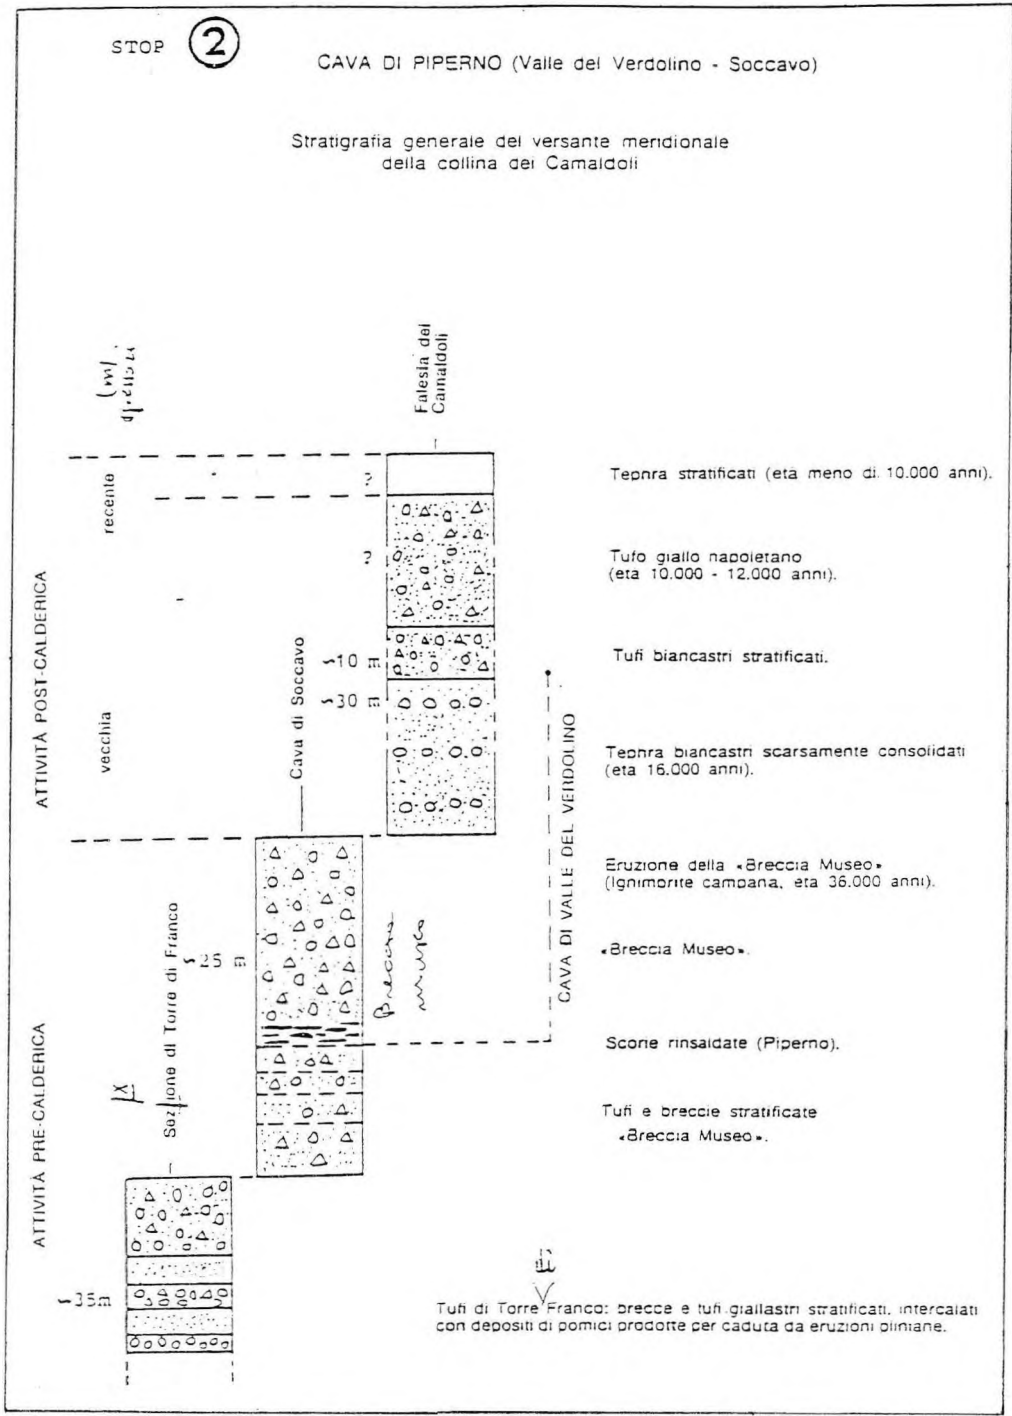 STOP 2
CAVA DI PIPERNO (Valle del Verdolino - Soccavo)
Stratigrafia generale del versante meridionale
della collina dei Camaldoli
Falesia dei
Camaldoli
recente
?
Tephra stratificati (età meno di 10.000 anni).
?
Tufo giallo napoletano
(età 10.000 - 12.000 anni).
ATTIVITÀ POST-CALDERICA
vecchia
Cava di Soccavo
~10 m
Tufi biancastri stratificati.
~30 m
Tephra biancastri scarsamente consolidati
(età 16.000 anni).
CAVA DI VALLE DEL VERDOLINO
Eruzione della «Breccia Museo»
(Ignimbrite campana, età 36.000 anni).
ATTIVITÀ PRE-CALDERICA
Sezione di Torre di Franco
~25 m
Breccia
museo
«Breccia Museo».
Scorie rinsaldate (Piperno).
Tufi e breccie stratificate
«Breccia Museo».
~35m
di
Tufi di Torre Franco: brecce e tufi giallastri stratificati, intercalati
con depositi di pomici prodotte per caduta da eruzioni pliniane.